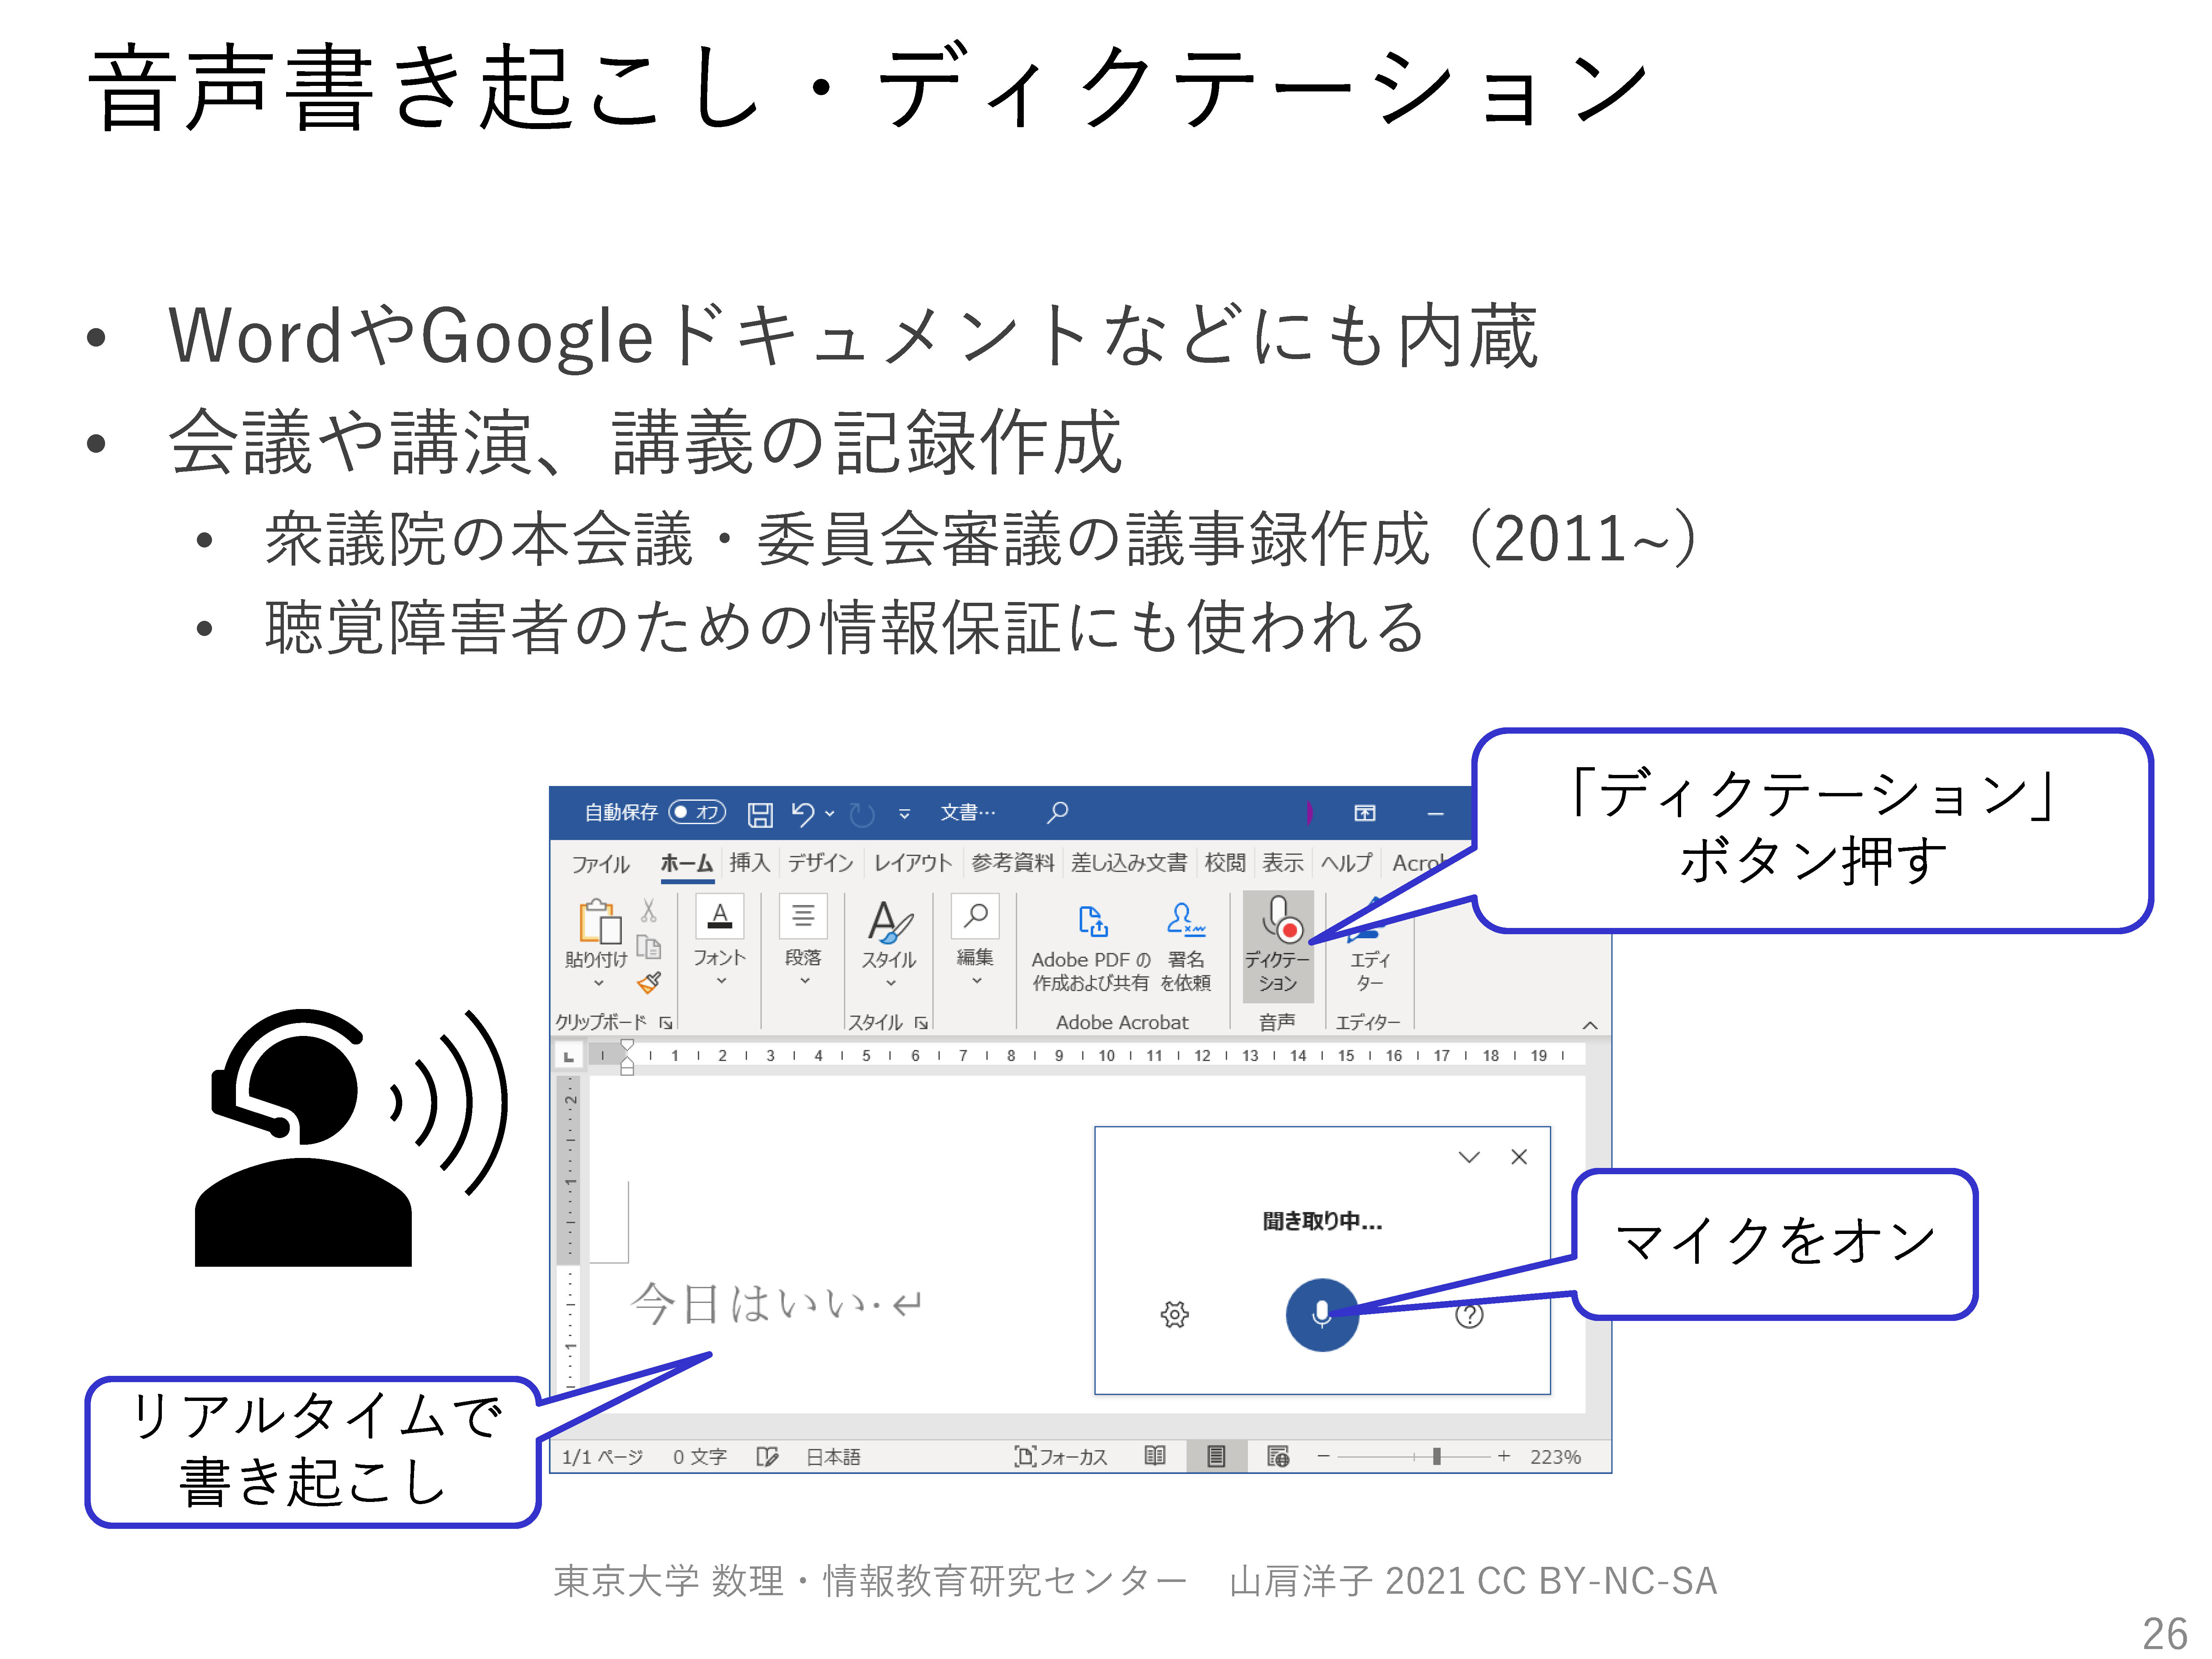 音声書き起こし・ディクテーション
• WordやGoogleドキュメントなどにも内蔵
• 会議や講演、講義の記録作成
• 衆議院の本会議・委員会審議の議事録作成（2011~）
• 聴覚障害者のための情報保証にも使われる
「ディクテーション」
ボタン押す
自動保存 オフ 文書…
ファイル ホーム 挿入 デザイン レイアウト 参考資料 差し込み文書 校閲 表示 ヘルプ
貼り付け フォント 段落 スタイル 編集 Adobe PDF の 署名 ディクテー エディ
作成および共有 を依頼 ション ター
クリップボード スタイル Adobe Acrobat 音声 エディター
1 2 3 4 5 6 7 8 9 10 11 12 13 14 15 16 17 18 19
2
1
聞き取り中...
マイクをオン
今日はいい·↵
1
リアルタイムで
書き起こし
1/1 ページ 0 文字 日本語 フォーカス − + 223%
東京大学 数理・情報教育研究センター　山肩洋子 2021 CC BY-NC-SA
26